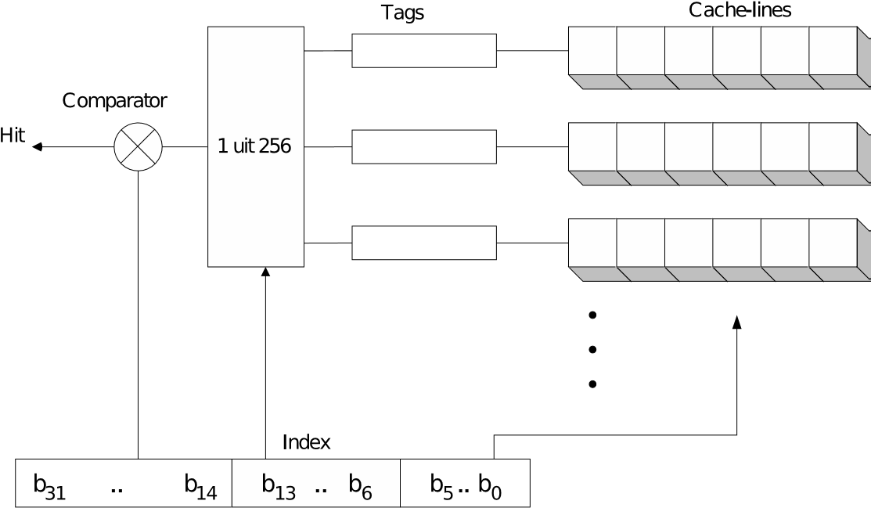 Tags
Cache-lines
Comparator
Hit
1 uit 256
Index
b31 .. b14 b13 .. b6 b5 .. b0